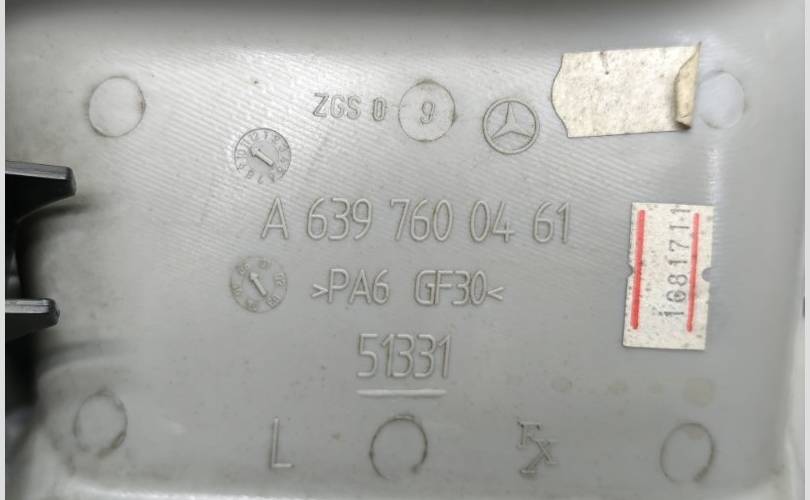 ZGS 0 9
A 639 760 04 61
>PA6 GF30<
51331
L
1681711